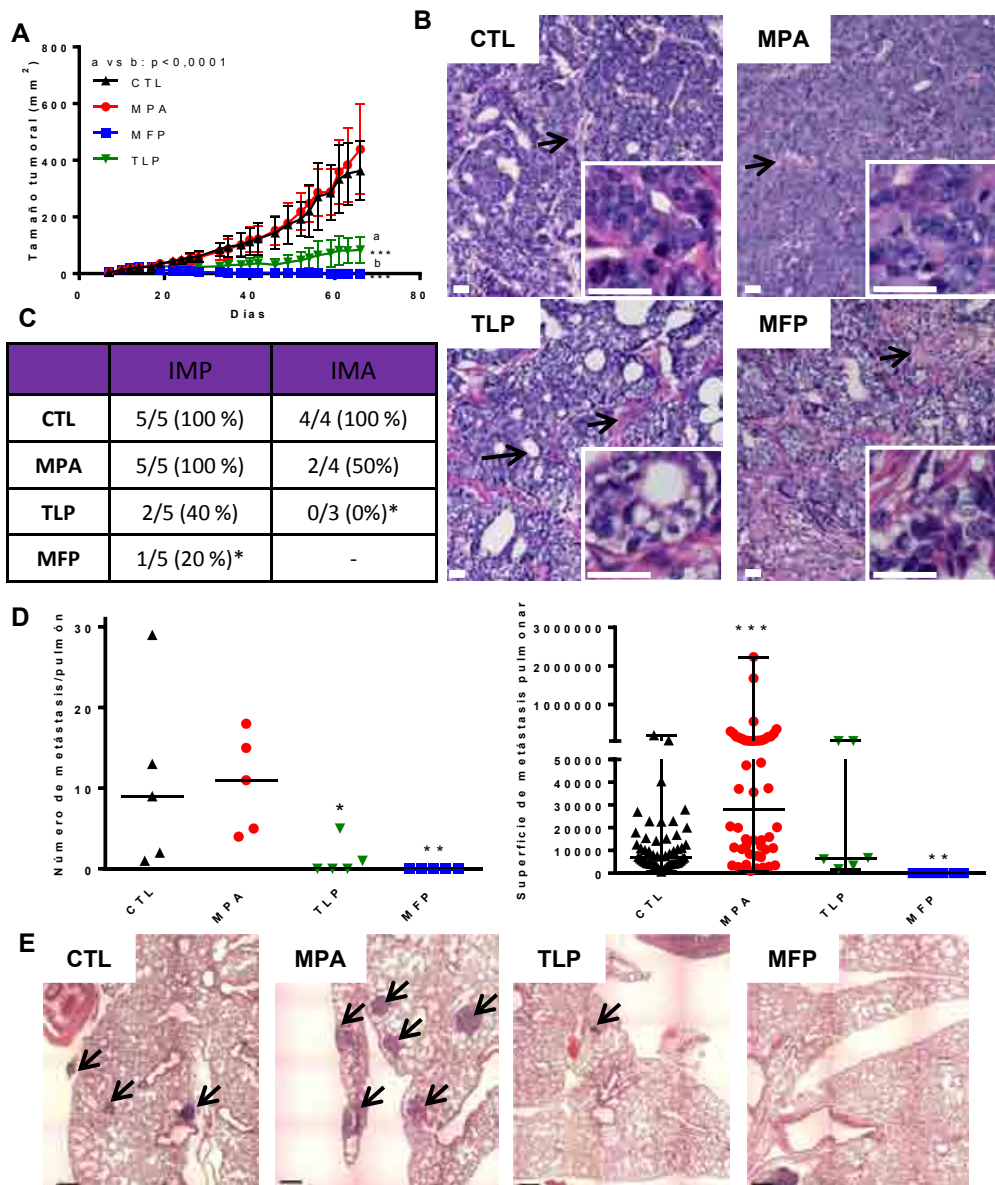 A
Tamaño tumoral (mm²)
800
600
400
200
0
a vs b: p<0,0001
CTL
MPA
MFP
TLP
a
***
b
***
0
20
40
60
80
Días
B
CTL
MPA
TLP
MFP
C
IMP IMA
CTL 5/5 (100 %) 4/4 (100 %)
MPA 5/5 (100 %) 2/4 (50%)
TLP 2/5 (40 %) 0/3 (0%)*
MFP 1/5 (20 %)* -
D
Número de metástasis/pulmón
30
20
10
0
*
**
CTL
MPA
TLP
MFP
Superficie de metástasis pulmonar
3000000
2000000
1000000
50000
40000
30000
20000
10000
0
***
**
CTL
MPA
TLP
MFP
E
CTL
MPA
TLP
MFP